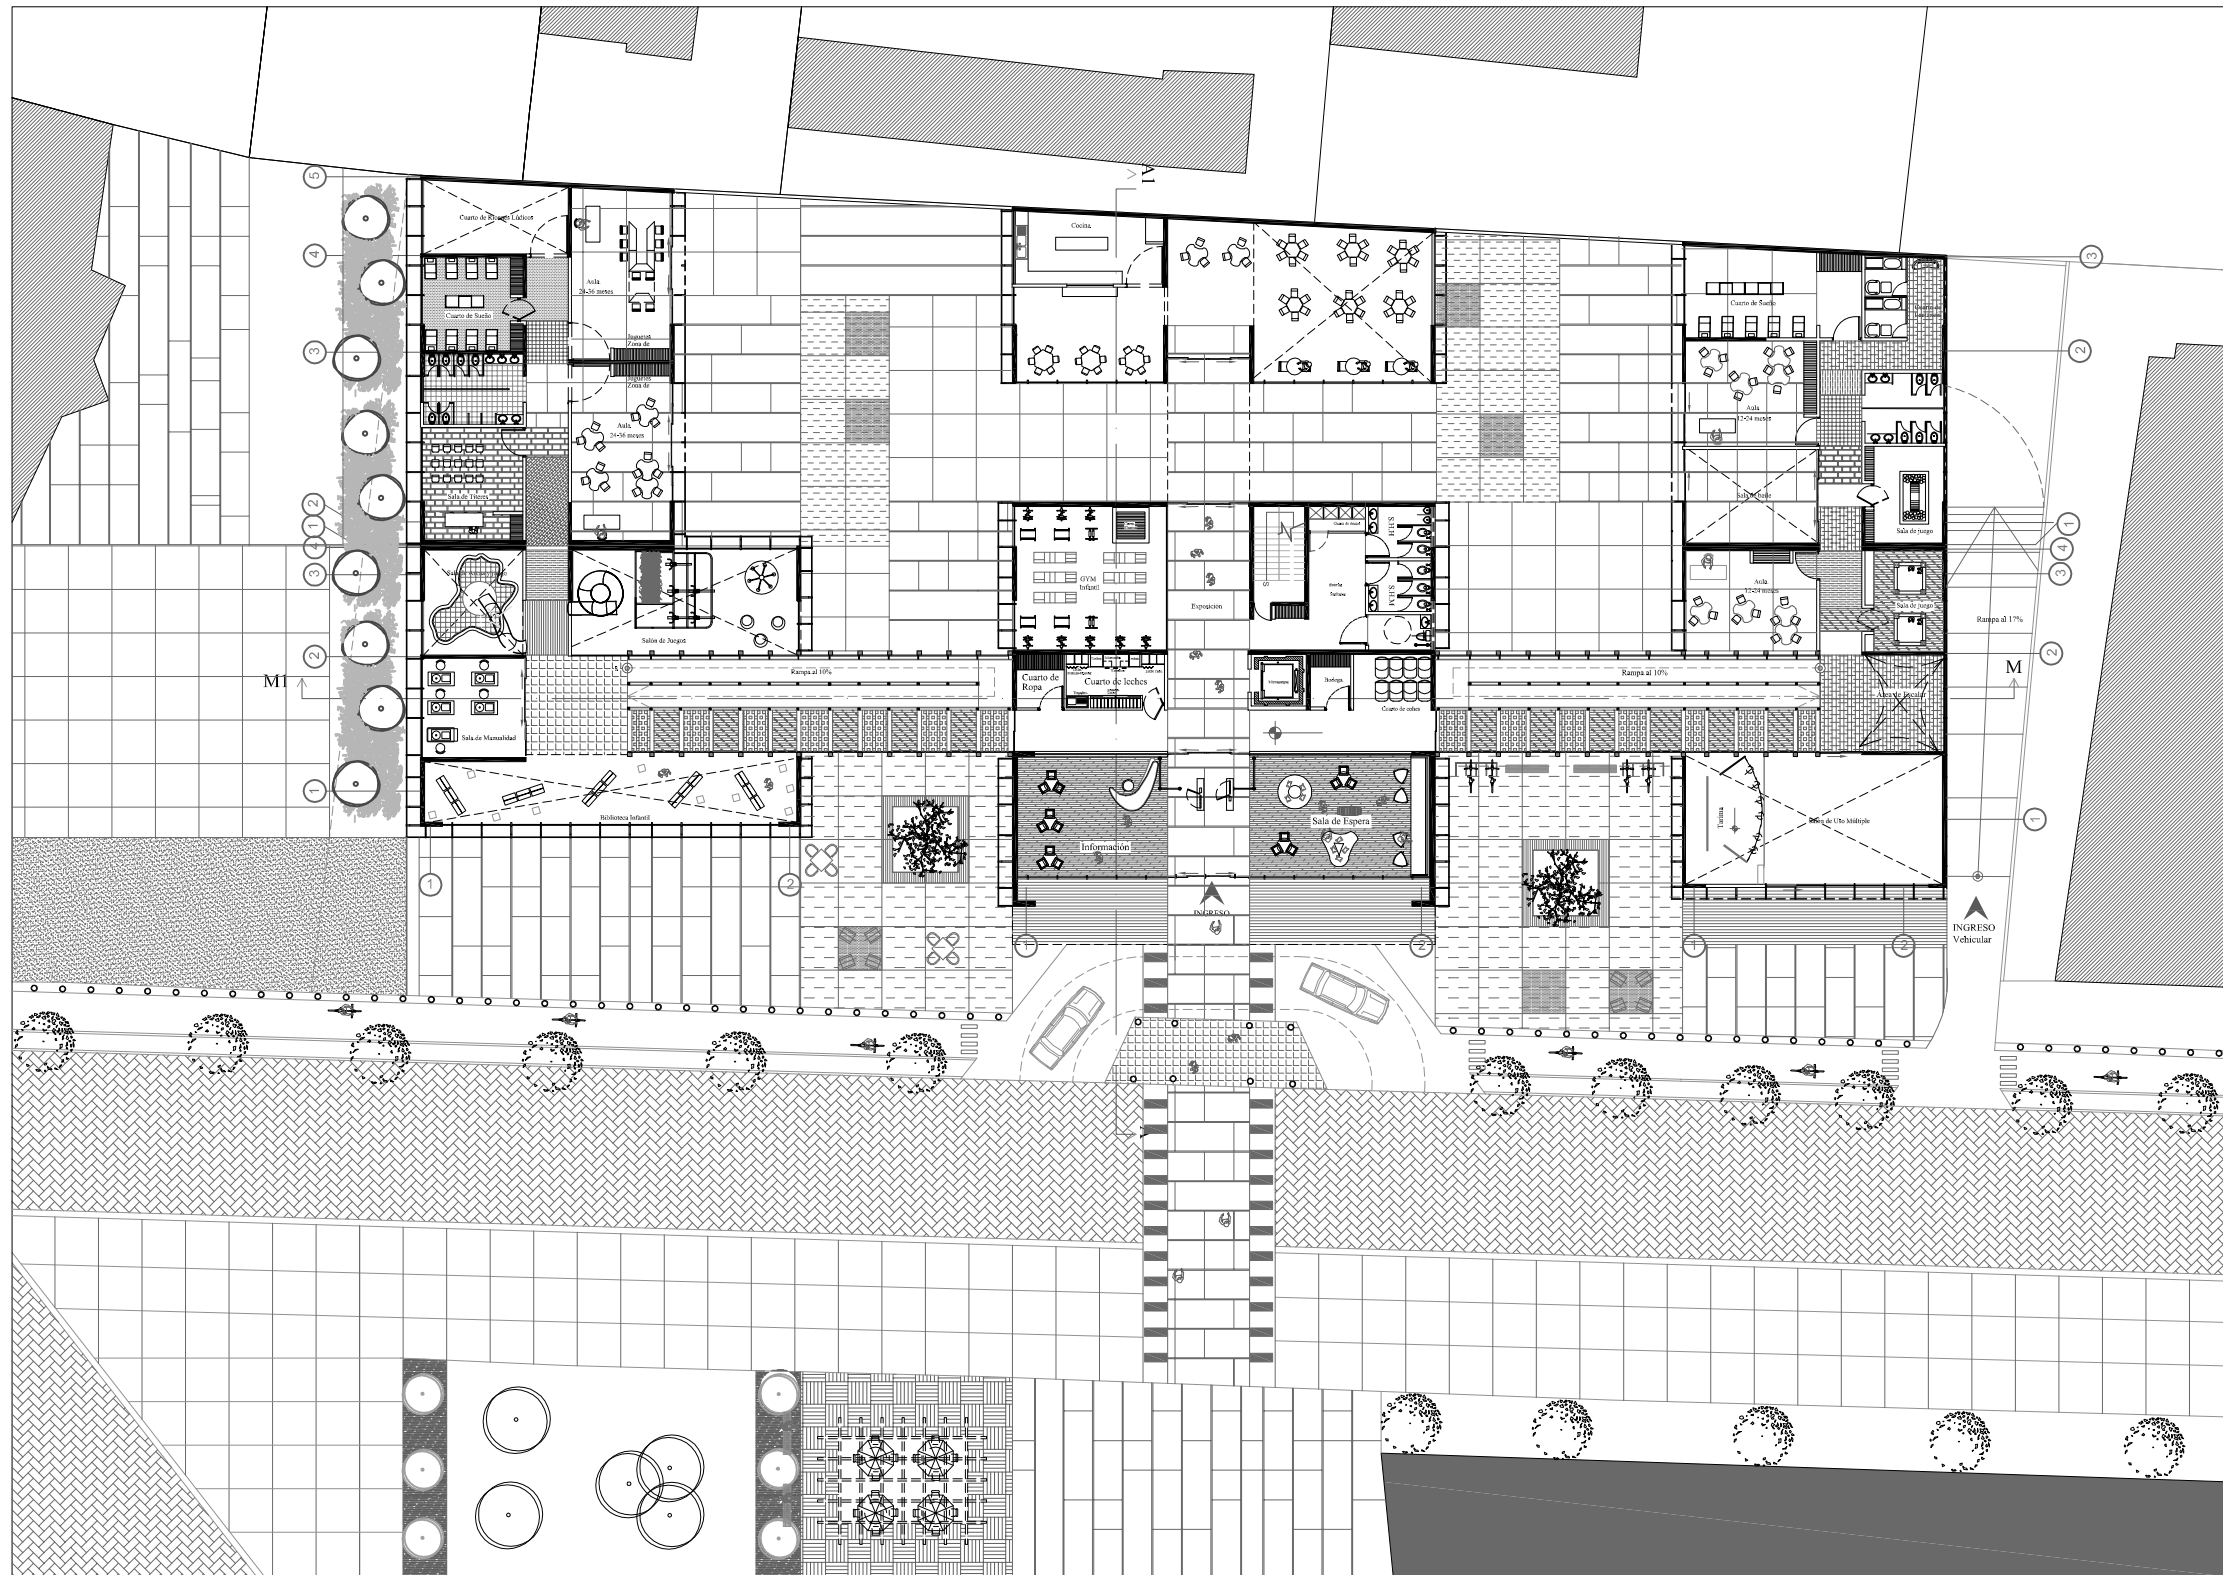 A1
5
Cuarto de Rincones Lúdicos
Cocina
4
3
Aula
24-36 meses
Cuarto de Sueño
Cuarto de Sueño
Juguetes
Zona de
3
2
Juguetes
Zona de
Aula
24-36 meses
Aula
12-24 meses
Sala de Títeres
Sala de baile
2
1
4
3
S.H.H
GYM
Infantil
S
S.H.M
Exposición
Sala de juego
1
4
3
Aula
12-24 meses
Sala de juego
Rampa al 17%
Salón de Juegos
2
2
M1
Rampa al 10%
Cuarto de
Ropa
Cuarto de leches
Bodega
Cuarto de coches
Rampa al 10%
M
Área de Escalar
Sala de Manualidad
1
Biblioteca Infantil
Información
Sala de Espera
Tarima
Salón de Uso Múltiple
1
1
2
INGRESO
1
2
1
2
INGRESO
Vehicular